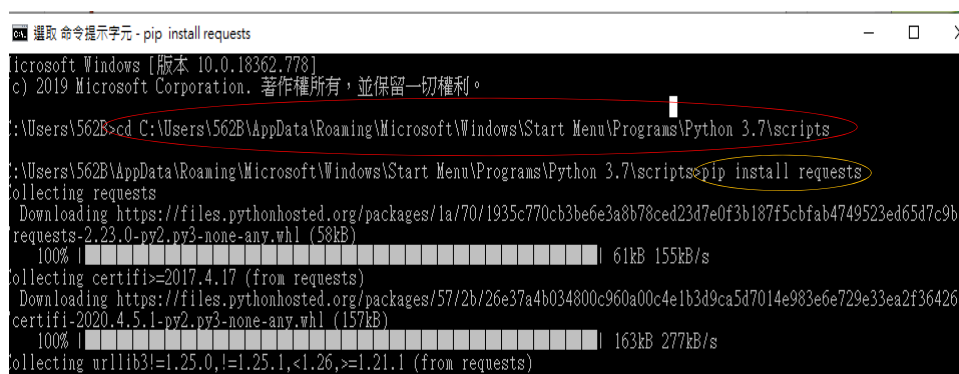 選取 命令提示字元 - pip install requests
icrosoft Windows [版本 10.0.18362.778]
c) 2019 Microsoft Corporation. 著作權所有，並保留一切權利。
:\Users\562B>cd C:\Users\562B\AppData\Roaming\Microsoft\Windows\Start Menu\Programs\Python 3.7\scripts
:\Users\562B\AppData\Roaming\Microsoft\Windows\Start Menu\Programs\Python 3.7\scripts>pip install requests
ollecting requests
Downloading https://files.pythonhosted.org/packages/1a/70/1935c770cb3be6e3a8b78ced23d7e0f3b187f5cbfab4749523ed65d7c9b
requests-2.23.0-py2.py3-none-any.whl (58kB)
100% | | 61kB 155kB/s
ollecting certifi>=2017.4.17 (from requests)
Downloading https://files.pythonhosted.org/packages/57/2b/26e37a4b034800c960a00c4e1b3d9ca5d7014e983e6e729e33ea2f36426
certifi-2020.4.5.1-py2.py3-none-any.whl (157kB)
100% | | 163kB 277kB/s
ollecting urllib3!=1.25.0,!=1.25.1,<1.26,>=1.21.1 (from requests)